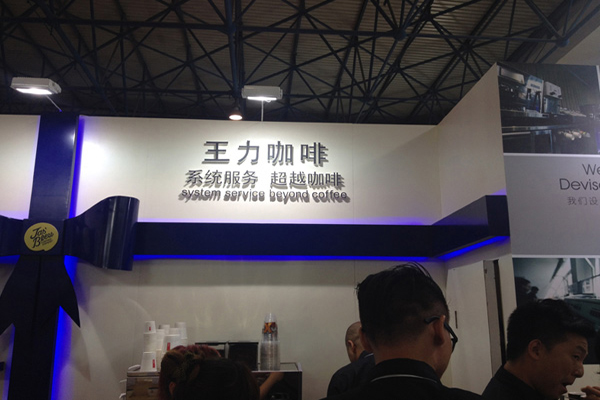 王力咖啡
系统服务 超越咖啡
system service beyond coffee
We
Devise
我们设